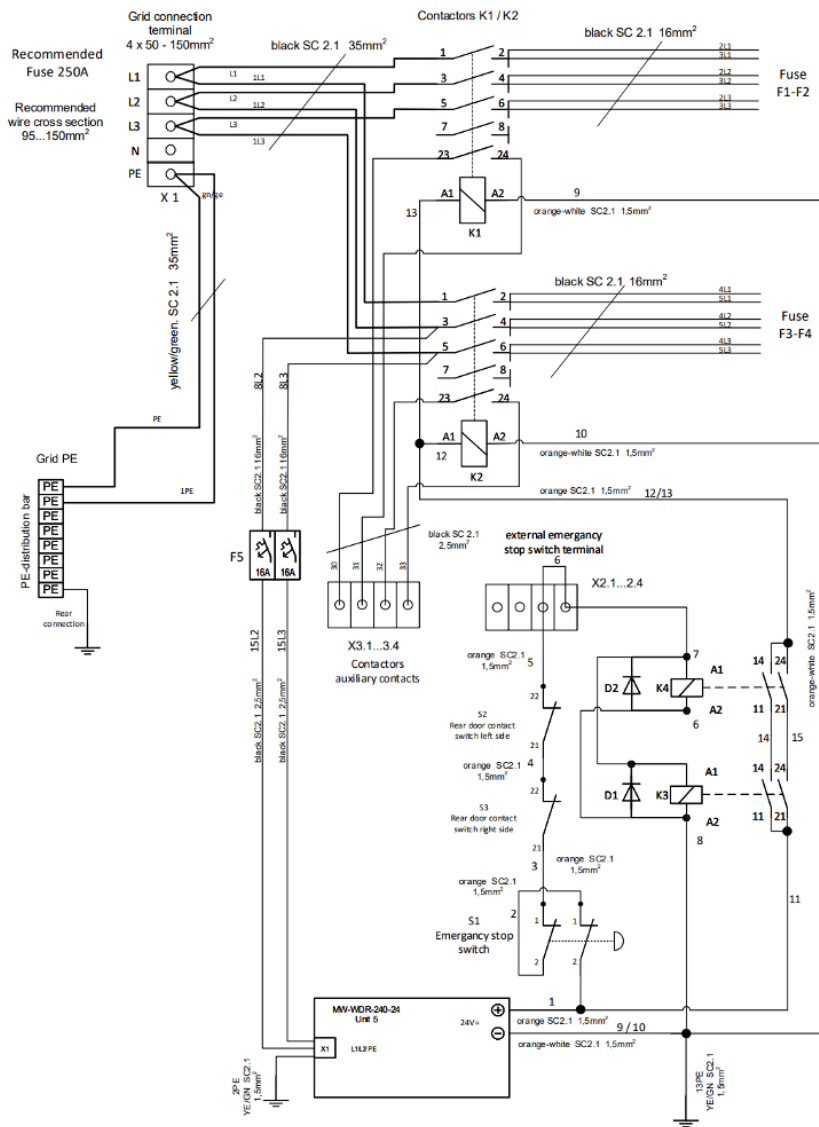 Grid connection
terminal
4 x 50 - 150mm²
Contactors K1 / K2
Recommended
Fuse 250A
Recommended
wire cross section
95...150mm²
L1
L2
L3
N
PE
X 1
L1
1L1
L2
1L2
L3
1L3
black SC 2.1 35mm²
gn/ge
yellow/green, SC 2.1 35mm²
1
2
3
4
5
6
7
8
23
24
A1
A2
K1
13
9
orange-white SC2.1 1,5mm²
black SC 2.1 16mm²
2L1
3L1
2L2
3L2
2L3
3L3
Fuse
F1-F2
1
2
3
4
5
6
7
8
23
24
A1
A2
K2
12
10
orange-white SC2.1 1,5mm²
black SC 2.1 16mm²
4L1
5L1
4L2
5L2
4L3
5L3
Fuse
F3-F4
orange SC2.1 1,5mm²
12/13
PE
1PE
Grid PE
PE
PE
PE
PE
PE
PE
PE
PE
PE-distribution bar
Rear
connection
8L2
8L3
black SC2.1 16mm²
black SC2.1 16mm²
F5
16A
16A
15L2
15L3
black SC2.1 2,5mm²
black SC2.1 2,5mm²
30
31
32
33
black SC 2.1
2,5mm²
X3.1...3.4
Contactors
auxiliary contacts
external emergancy
stop switch terminal
6
X2.1...2.4
orange SC2.1
1,5mm²
5
22
21
S2
Rear door contact
switch left side
4
orange SC2.1
1,5mm²
22
21
S3
Rear door contact
switch right side
3
orange SC2.1
1,5mm²
orange SC2.1
1,5mm²
2
1
2
1
2
S1
Emergancy stop
switch
7
D2
K4
A1
A2
6
14
24
11
21
14
15
D1
K3
A1
A2
8
14
24
11
21
11
orange-white SC2.1 1,5mm²
MW-WDR-240-24
Unit 5
24V=
X1
L1L2PE
1
orange SC2.1 1,5mm²
9 / 10
orange-white SC2.1 1,5mm²
2PE
YE/GN SC2.1
1,5mm²
13PE
YE/GN SC2.1
1,5mm²